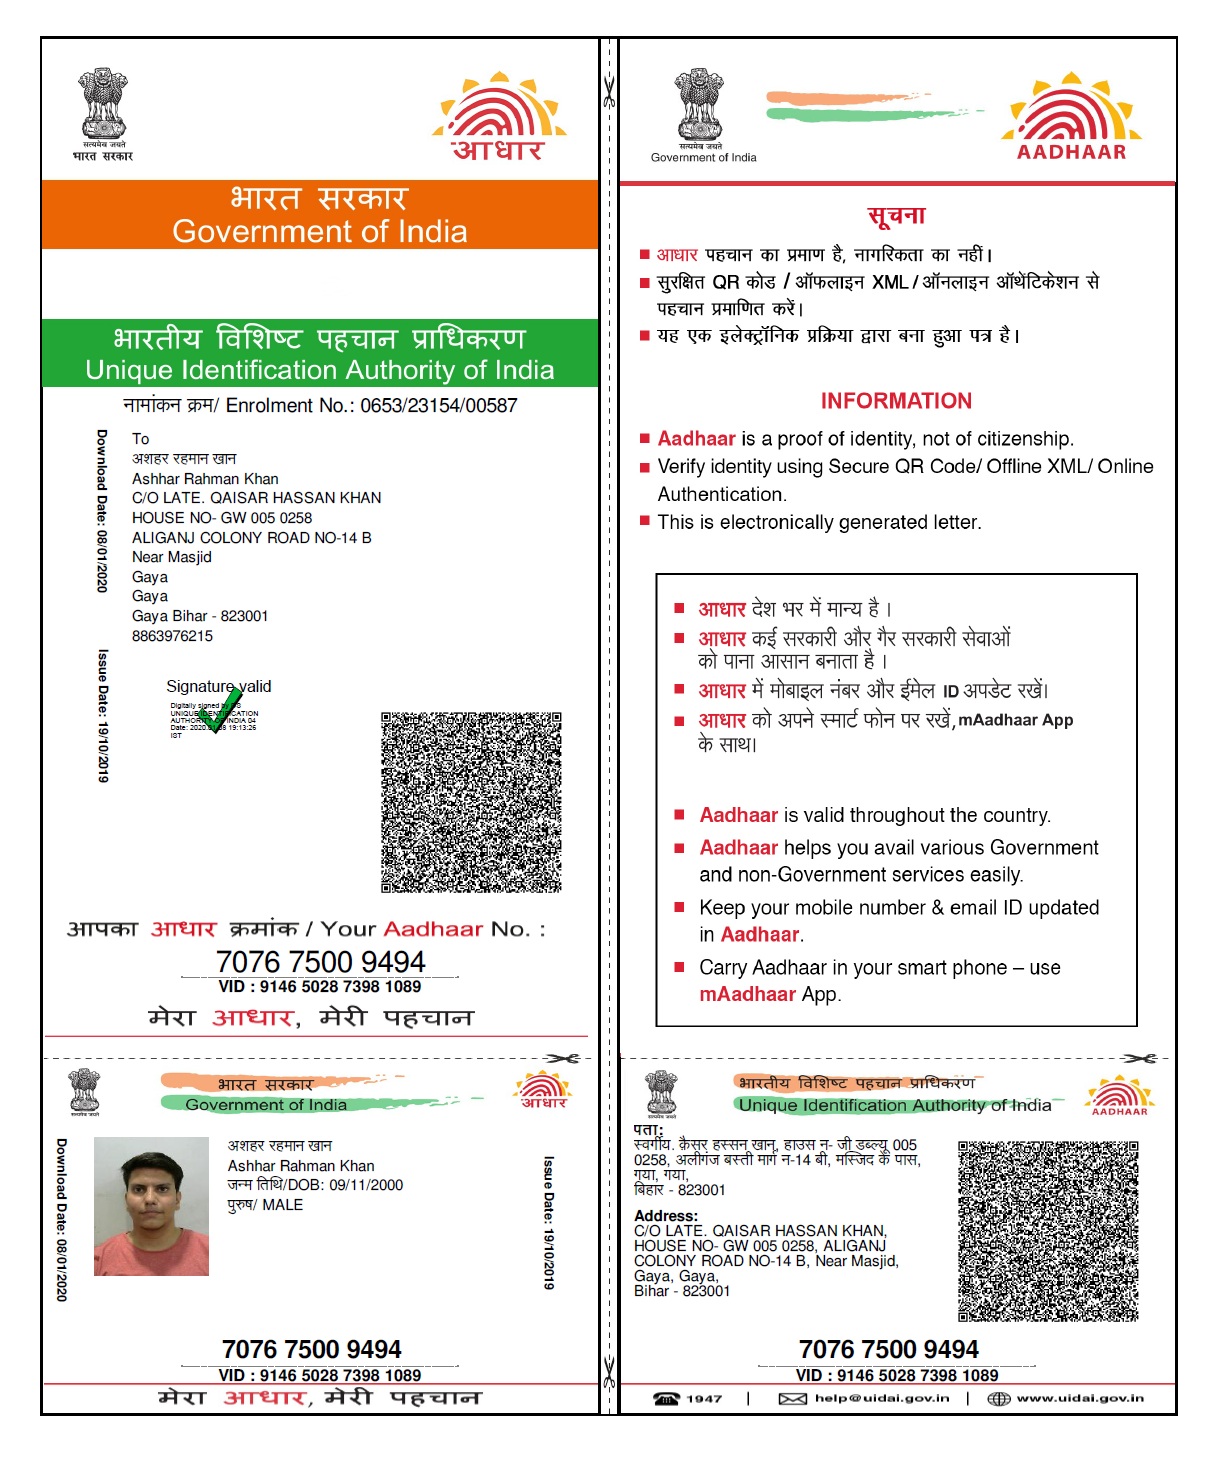 सत्यमेव जयते
भारत सरकार
आधार
भारत सरकार
Government of India
भारतीय विशिष्ट पहचान प्राधिकरण
Unique Identification Authority of India
नामांकन क्रम/ Enrolment No.: 0653/23154/00587
Download Date: 08/01/2020
Issue Date: 19/10/2019
To
अशहर रहमान खान
Ashhar Rahman Khan
C/O LATE. QAISAR HASSAN KHAN
HOUSE NO- GW 005 0258
ALIGANJ COLONY ROAD NO-14 B
Near Masjid
Gaya
Gaya
Gaya Bihar - 823001
8863976215
Signature valid
Digitally signed by DS
UNIQUE IDENTIFICATION
AUTHORITY OF INDIA 04
Date: 2020.01.08 19:13:26
IST
आपका आधार क्रमांक / Your Aadhaar No. :
7076 7500 9494
VID : 9146 5028 7398 1089
मेरा आधार, मेरी पहचान
सत्यमेव जयते
भारत सरकार
Government of India
आधार
Download Date: 08/01/2020
अशहर रहमान खान
Ashhar Rahman Khan
जन्म तिथि/DOB: 09/11/2000
पुरुष/ MALE
Issue Date: 19/10/2019
7076 7500 9494
VID : 9146 5028 7398 1089
मेरा आधार, मेरी पहचान
सत्यमेव जयते
Government of India
AADHAAR
सूचना
आधार पहचान का प्रमाण है, नागरिकता का नहीं।
सुरक्षित QR कोड / ऑफलाइन XML / ऑनलाइन ऑथेंटिकेशन से
पहचान प्रमाणित करें।
यह एक इलेक्ट्रॉनिक प्रक्रिया द्वारा बना हुआ पत्र है।
INFORMATION
Aadhaar is a proof of identity, not of citizenship.
Verify identity using Secure QR Code/ Offline XML/ Online
Authentication.
This is electronically generated letter.
आधार देश भर में मान्य है ।
आधार कई सरकारी और गैर सरकारी सेवाओं
को पाना आसान बनाता है ।
आधार में मोबाइल नंबर और ईमेल ID अपडेट रखें।
आधार को अपने स्मार्ट फोन पर रखें, mAadhaar App
के साथ।
Aadhaar is valid throughout the country.
Aadhaar helps you avail various Government
and non-Government services easily.
Keep your mobile number & email ID updated
in Aadhaar.
Carry Aadhaar in your smart phone – use
mAadhaar App.
सत्यमेव जयते
भारतीय विशिष्ट पहचान प्राधिकरण
Unique Identification Authority of India
AADHAAR
पता:
स्वर्गीय. क़ैसर हस्सन खान, हाउस न- जी डब्ल्यू 005
0258, अलीगंज बस्ती मार्ग न-14 बी, मस्जिद के पास,
गया, गया,
बिहार - 823001
Address:
C/O LATE. QAISAR HASSAN KHAN,
HOUSE NO- GW 005 0258, ALIGANJ
COLONY ROAD NO-14 B, Near Masjid,
Gaya, Gaya,
Bihar - 823001
7076 7500 9494
VID : 9146 5028 7398 1089
1947 | help@uidai.gov.in | www.uidai.gov.in